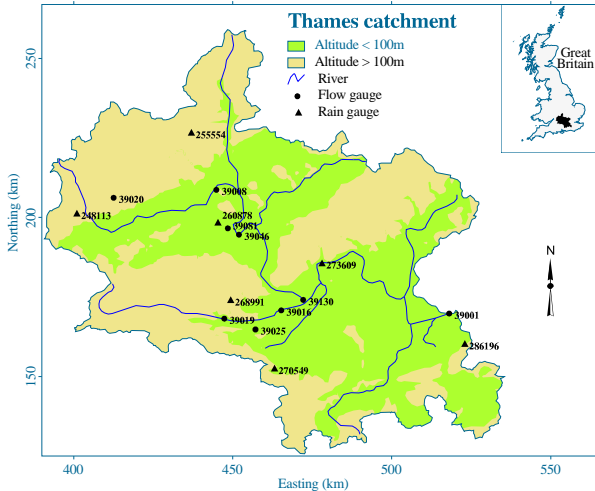 Thames catchment
Altitude < 100m
Altitude > 100m
River
Flow gauge
Rain gauge
Great
Britain
N
255554
39020
39008
248113
260878
39081
39046
273609
268991
39130
39016
39019
39025
39001
286196
270549
250
200
150
Northing (km)
400
450
500
550
Easting (km)